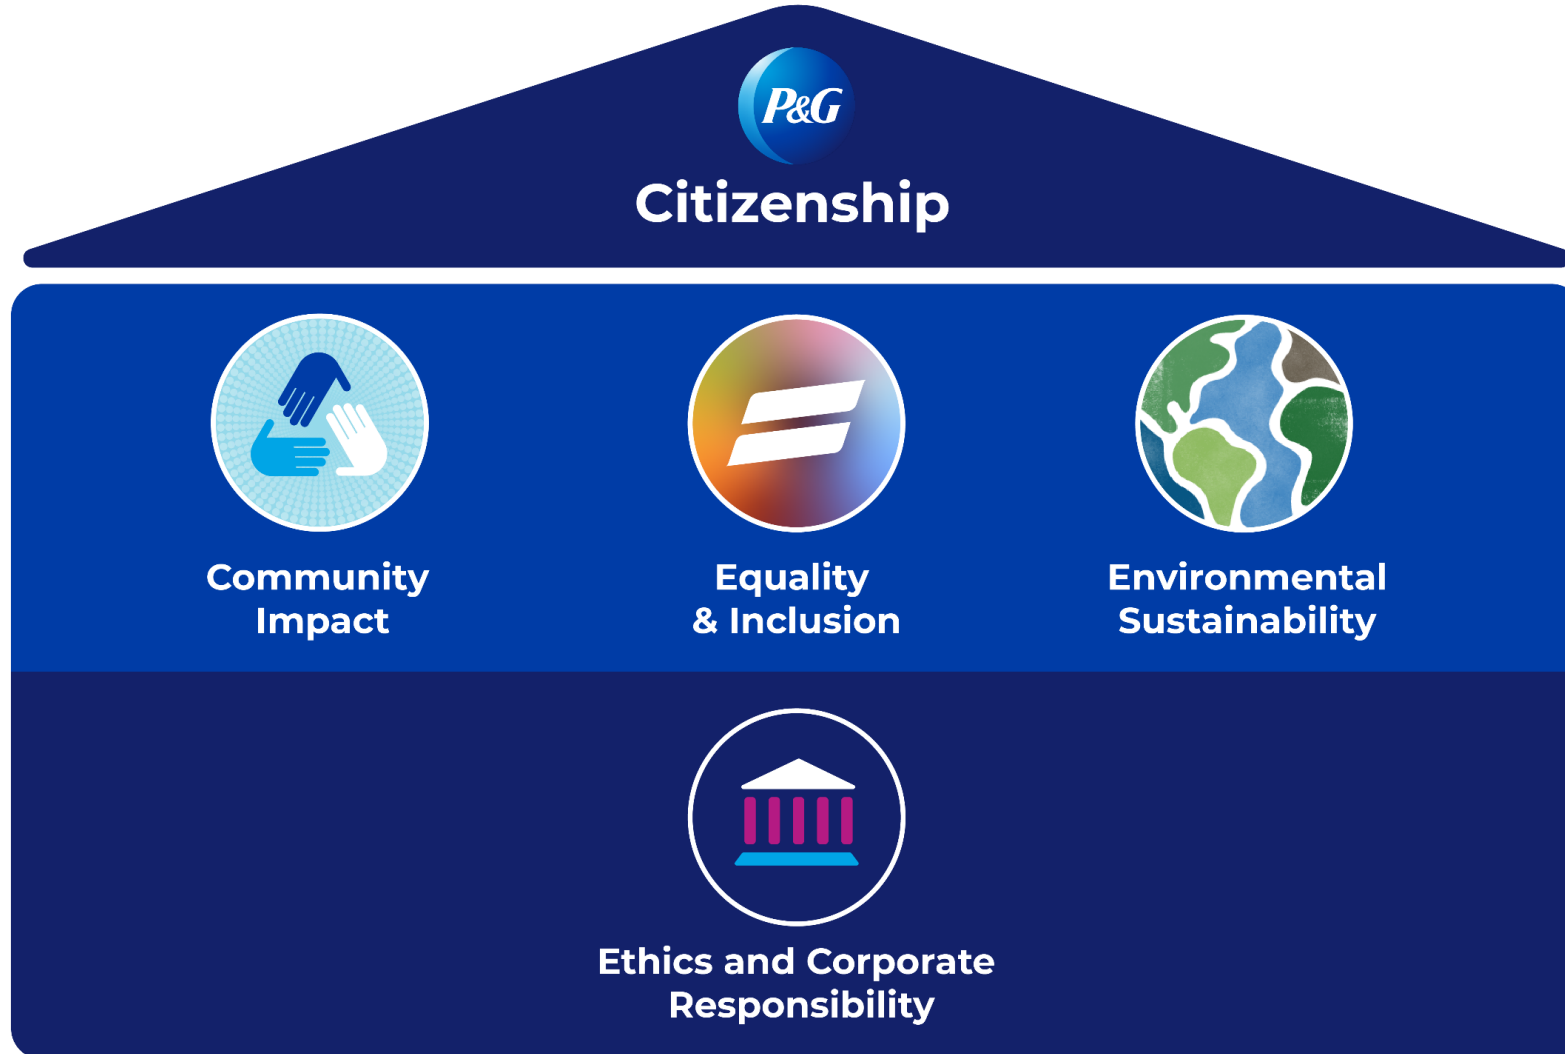 P&G
Citizenship
Community
Impact
Equality
& Inclusion
Environmental
Sustainability
Ethics and Corporate
Responsibility